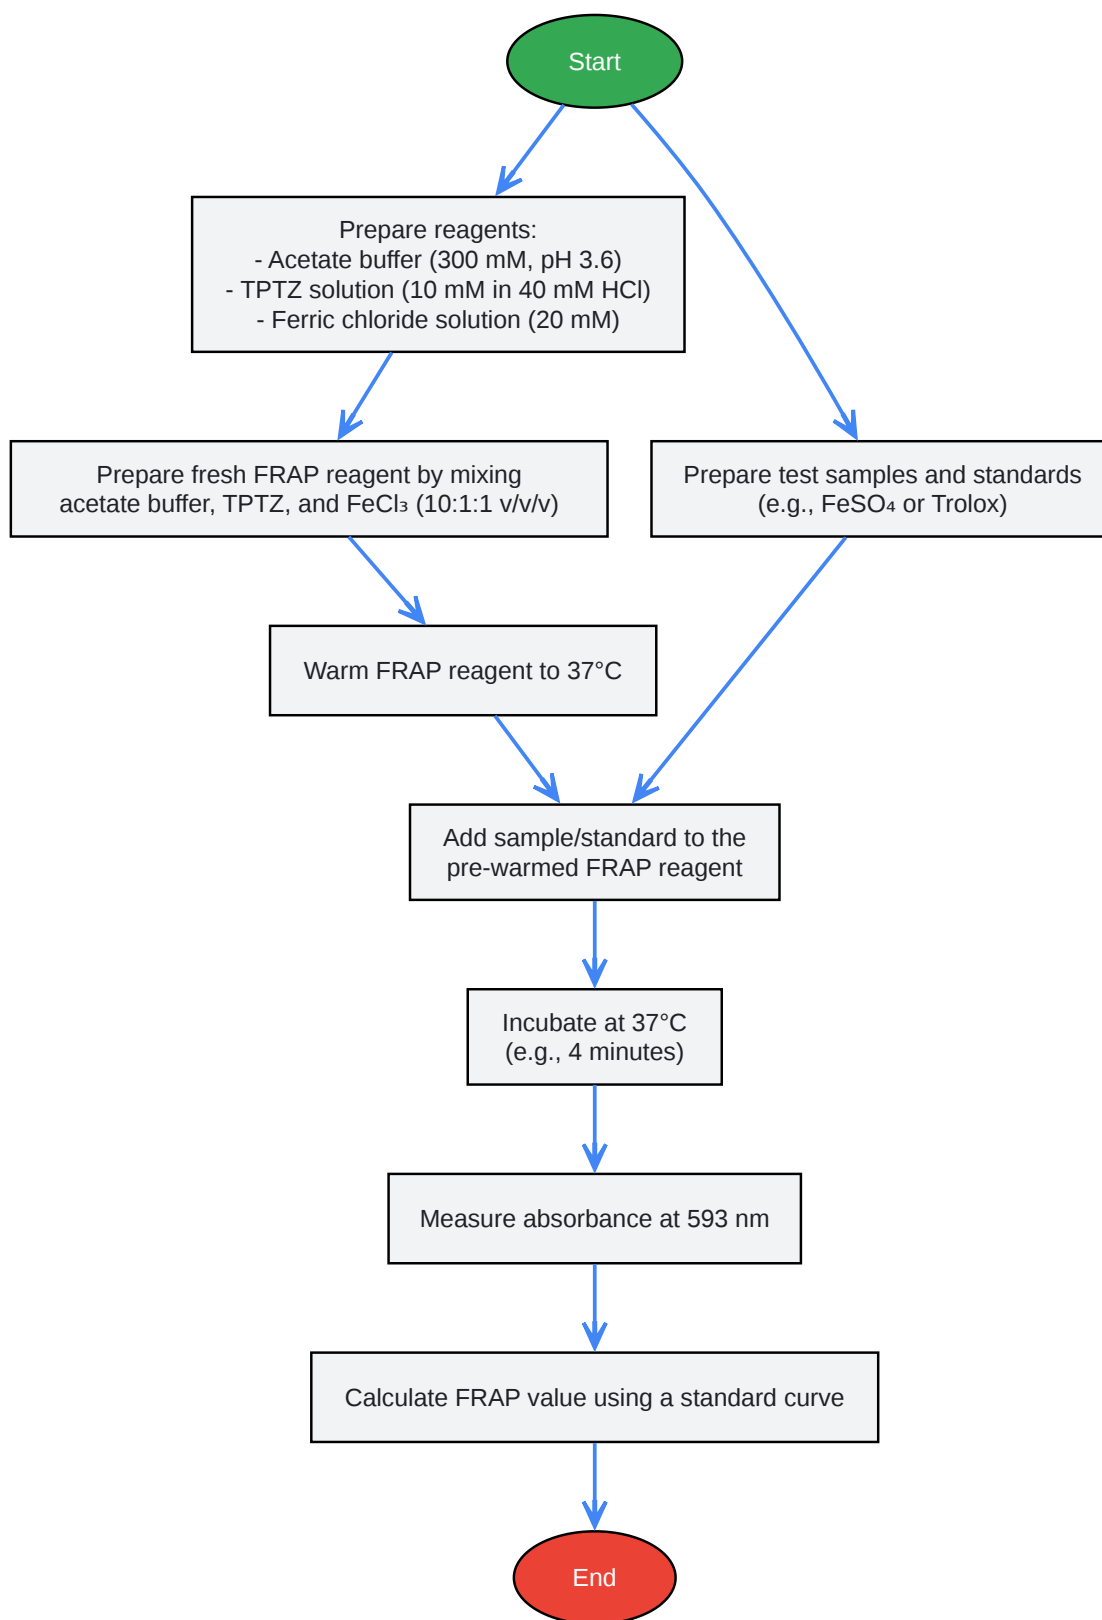 Start
Prepare reagents:
- Acetate buffer (300 mM, pH 3.6)
- TPTZ solution (10 mM in 40 mM HCl)
- Ferric chloride solution (20 mM)
Prepare fresh FRAP reagent by mixing
acetate buffer, TPTZ, and FeCl₃ (10:1:1 v/v/v)
Prepare test samples and standards
(e.g., FeSO₄ or Trolox)
Warm FRAP reagent to 37°C
Add sample/standard to the
pre-warmed FRAP reagent
Incubate at 37°C
(e.g., 4 minutes)
Measure absorbance at 593 nm
Calculate FRAP value using a standard curve
End